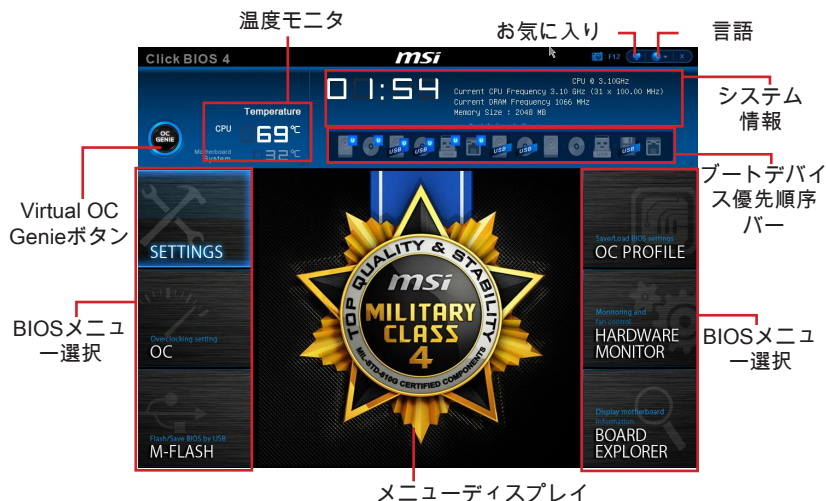 温度モニタ
お気に入り
言語
Click BIOS 4
msi
F12
X
01:54
CPU @ 3.10GHz
Current CPU Frequency 3.10 GHz (31 x 100.00 MHz)
Current DRAM Frequency 1066 MHz
Memory Size : 2048 MB
システム
情報
Temperature
CPU 69℃
Motherboard
System 32℃
OC
GENIE
U
U
USB U
USB U
U
U
USB
USB
USB
ブートデバイ
ス優先順序
バー
Virtual OC
Genieボタン
SETTINGS
BIOSメニュ
ー選択
Overclocking setting
OC
Flash/Save BIOS by USB
M-FLASH
TOP QUALITY & STABILITY
msi
MILITARY
CLASS
4
MIL-STD-810G CERTIFIED COMPONENTS
Save/Load BIOS settings
OC PROFILE
Monitoring and
fan control
HARDWARE
MONITOR
BIOSメニュ
ー選択
Display motherboard
information
BOARD
EXPLORER
メニューディスプレイ